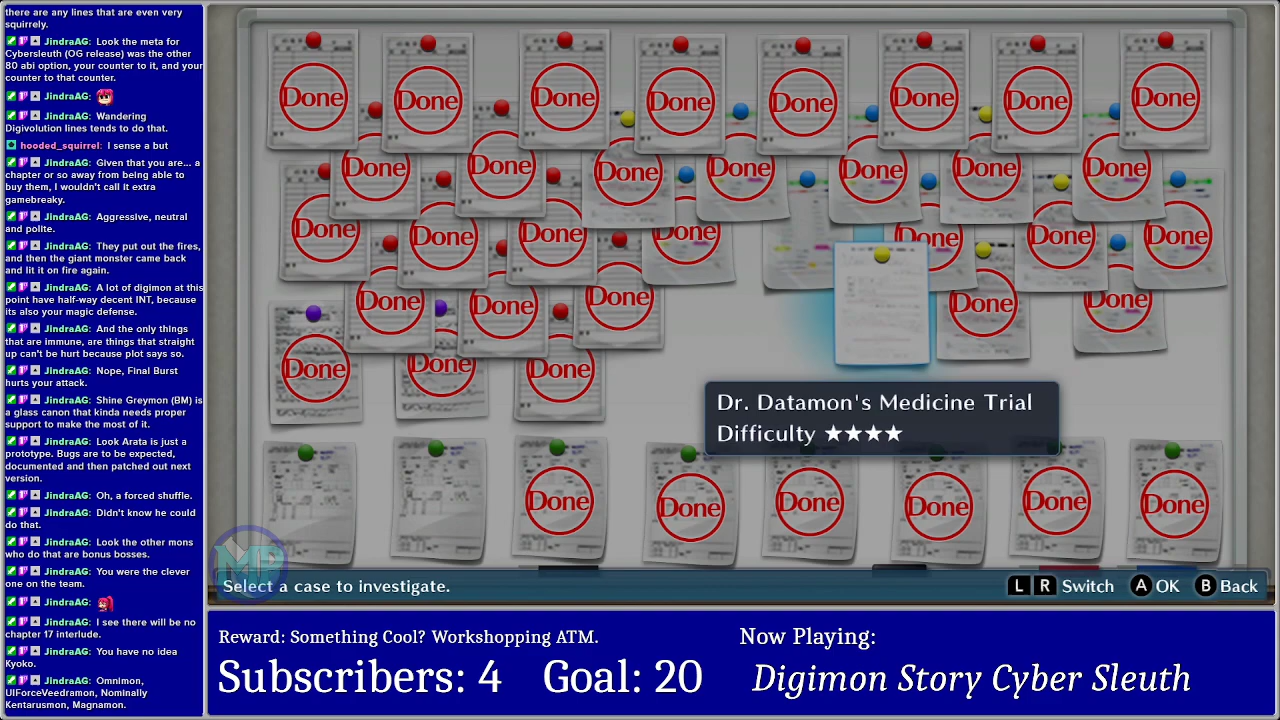 there are any lines that are even very
squirrely.
JindraAG: Look the meta for
Cybersleuth (OG release) was the other
80 abi option, your counter to it, and your
counter to that counter.
JindraAG:
JindraAG: Wandering
Digivolution lines tends to do that.
hooded_squirrel: I sense a but
JindraAG: Given that you are... a
chapter or so away from being able to
buy them, I wouldn't call it extra
gamebreaky.
JindraAG: Aggressive, neutral
and polite.
JindraAG: They put out the fires,
and then the giant monster came back
and lit it on fire again.
JindraAG: A lot of digimon at this
point have half-way decent INT, because
its also your magic defense.
JindraAG: And the only things
that are immune, are things that straight
up can't be hurt because plot says so.
JindraAG: Nope, Final Burst
hurts your attack.
JindraAG: Shine Greymon (BM) is
a glass canon that kinda needs proper
support to make the most of it.
JindraAG: Look Arata is just a
prototype. Bugs are to be expected,
documented and then patched out next
version.
JindraAG: Oh, a forced shuffle.
JindraAG: Didn't know he could
do that.
JindraAG: Look the other mons
who do that are bonus bosses.
JindraAG: You were the clever
one on the team.
JindraAG:
JindraAG: I see there will be no
chapter 17 interlude.
JindraAG: You have no idea
Kyoko.
JindraAG: Omnimon,
UlForceVeedramon, Nominally
Kentarusmon, Magnamon.
Done Done Done Done Done Done Done Done
Done Done Done Done Done Done Done
Done Done Done Done Done Done Done
Done Done Done Done Done
Done Done Done
Dr. Datamon's Medicine Trial
Difficulty ★★★★
Done Done Done Done Done Done
MP
Select a case to investigate.
L R Switch A OK B Back
Reward: Something Cool? Workshopping ATM.
Subscribers: 4 Goal: 20
Now Playing:
Digimon Story Cyber Sleuth